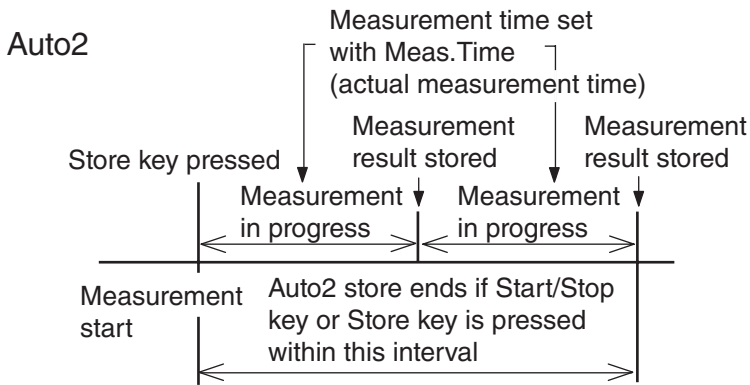 Auto2
Measurement time set
with Meas.Time
(actual measurement time)
Measurement
result stored
Measurement
result stored
Store key pressed
Measurement
in progress
Measurement
in progress
Measurement
start
Auto2 store ends if Start/Stop
key or Store key is pressed
within this interval